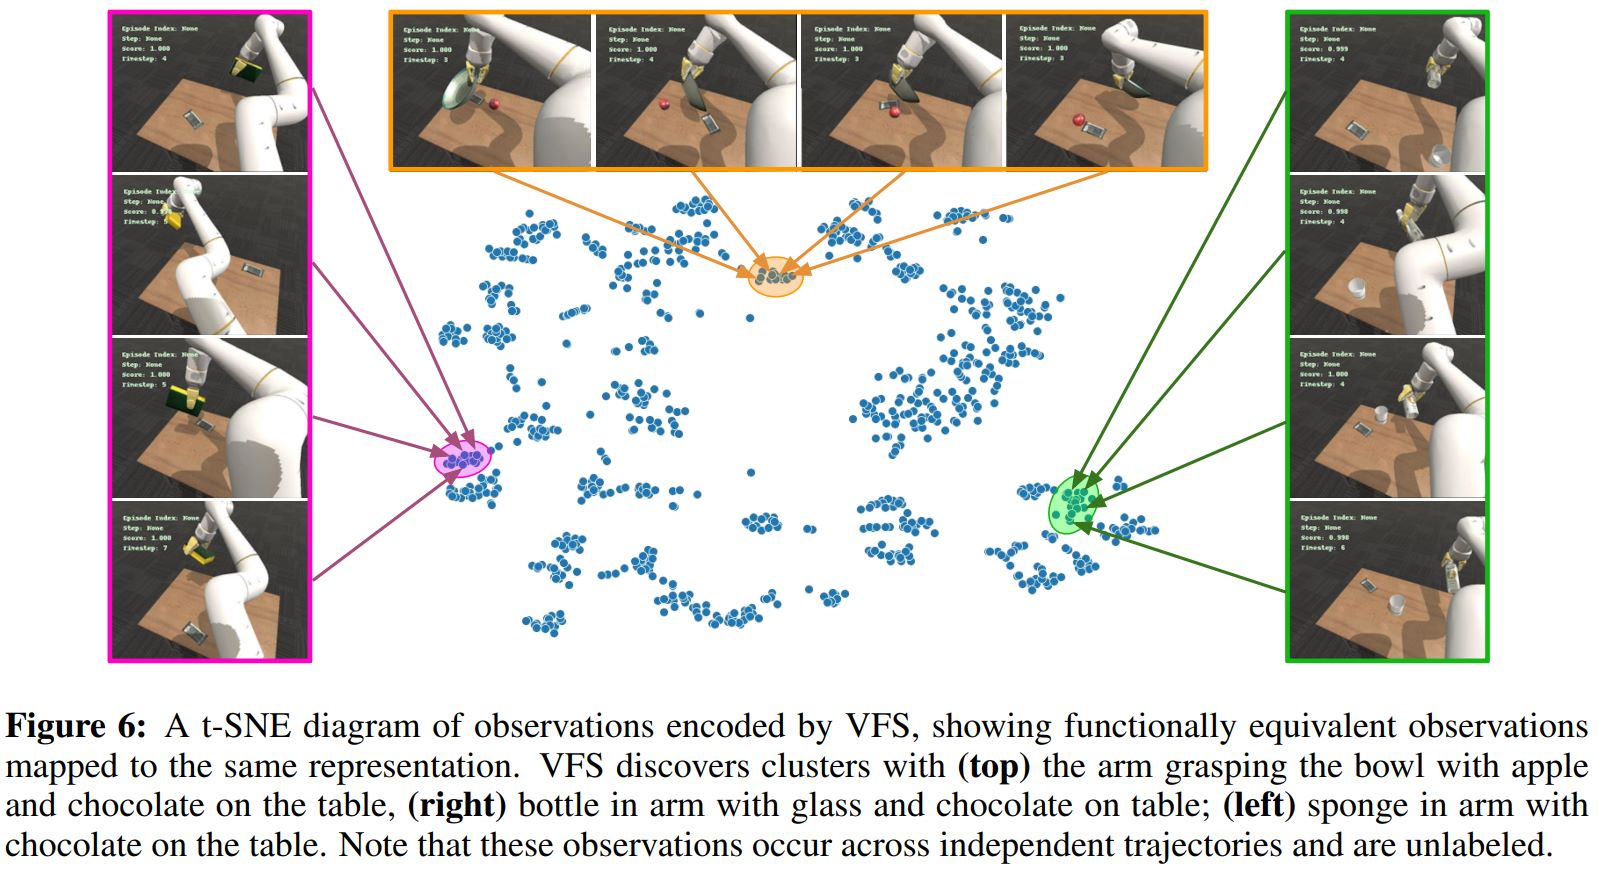 Episode Index: None
Step: None
Score: 1.000
Timestep: 4
Episode Index: None
Step: None
Score: 0.9
Timestep:
Episode Index: None
Step: None
Score: 1.000
Timestep: 5
Episode Index: None
Step: None
Score: 1.000
Timestep: 7
Episode Index: None
Step: None
Score: 1.000
Timestep: 3
Episode Index: None
Step: None
Score: 1.000
Timestep: 4
Episode Index: None
Step: None
Score: 1.000
Timestep: 3
Episode Index: None
Step: None
Score: 1.000
Timestep: 3
Episode Index: None
Step: None
Score: 0.999
Timestep: 4
Episode Index: None
Step: None
Score: 0.998
Timestep: 4
Episode Index: None
Step: None
Score: 1.000
Timestep: 4
Episode Index: None
Step: None
Score: 0.998
Timestep: 6
Figure 6: A t-SNE diagram of observations encoded by VFS, showing functionally equivalent observations
mapped to the same representation. VFS discovers clusters with (top) the arm grasping the bowl with apple
and chocolate on the table, (right) bottle in arm with glass and chocolate on table; (left) sponge in arm with
chocolate on the table. Note that these observations occur across independent trajectories and are unlabeled.